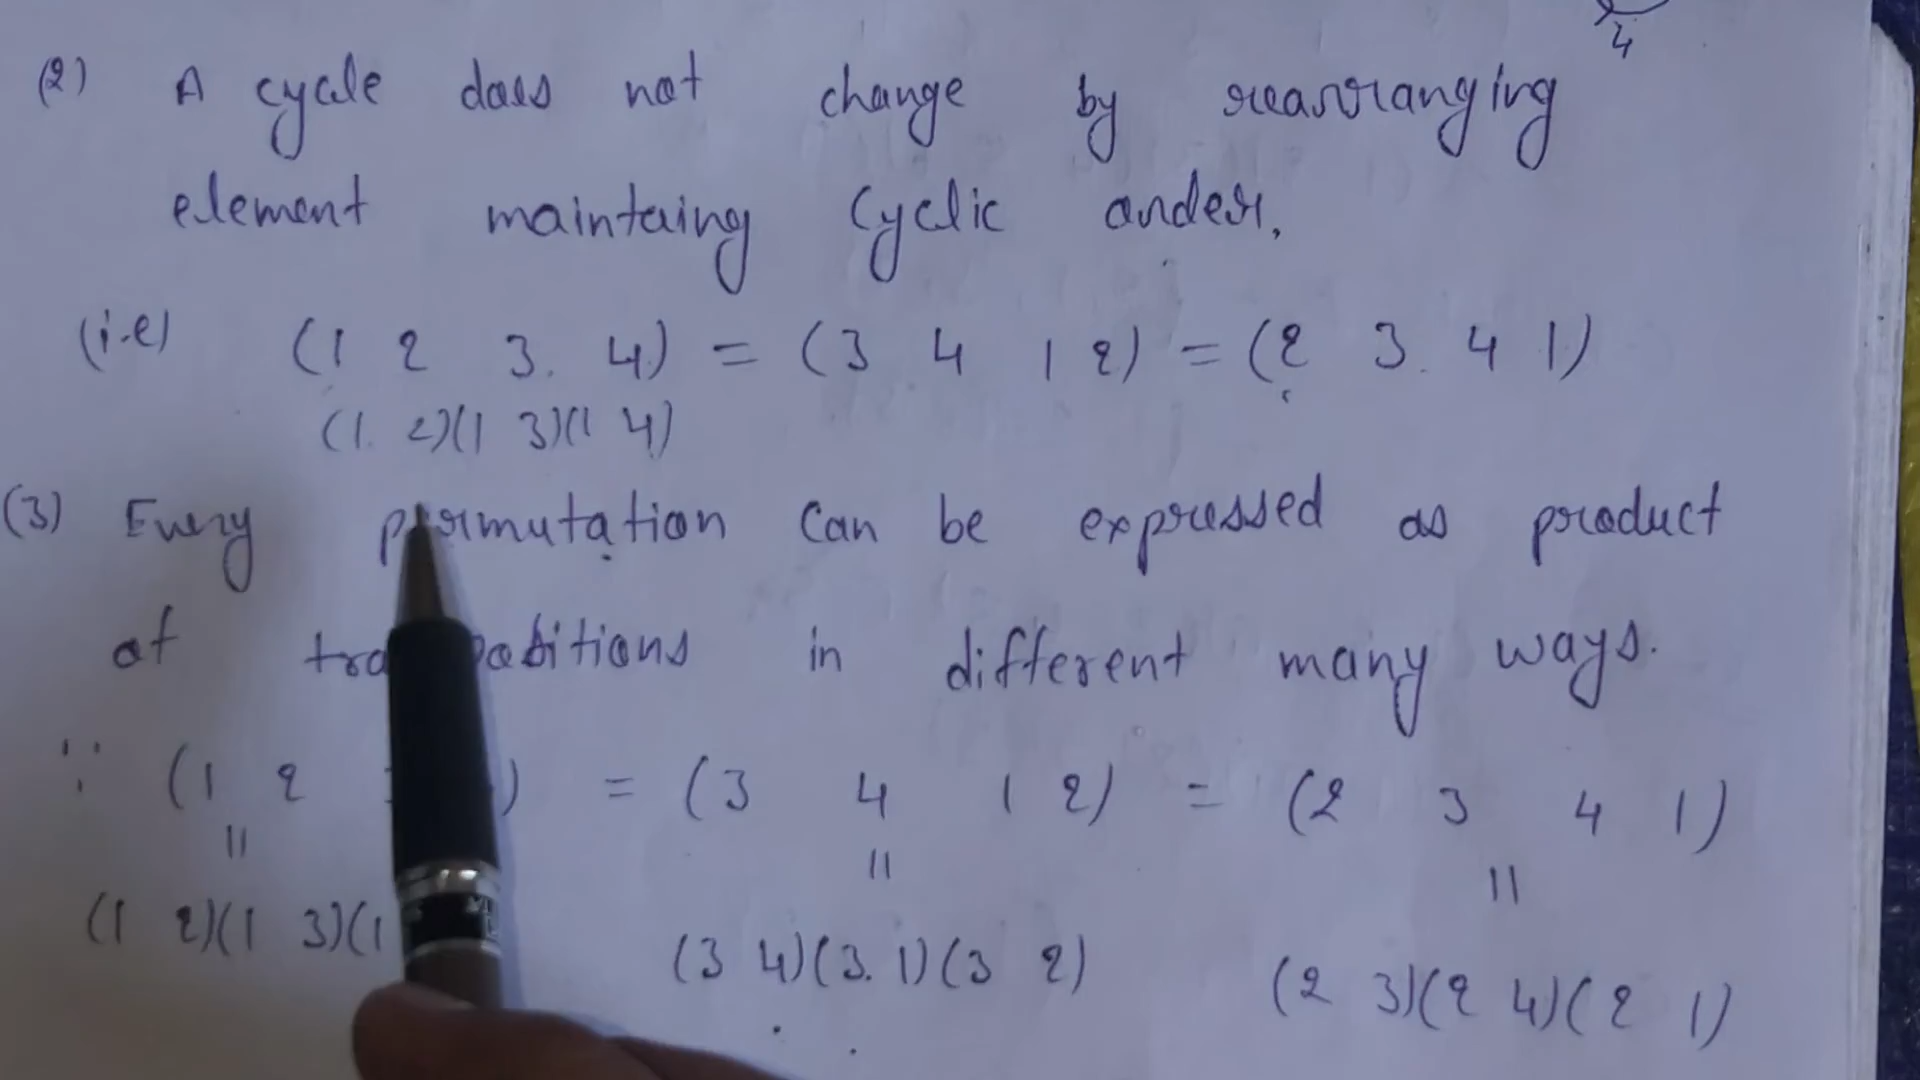 4
(2) A cycle does not change by rearranging
element maintaing Cyclic order.
(i.e) (1 2 3. 4) = (3 4 1 2) = (2 3. 4 1)
(1. 2)(1 3)(1 4)
(3) Every permutation Can be expressed as product
of in different many ways.
∵ (1 2 ) = (3 4 1 2) = (2 3 4 1)
|| || ||
(1 2)(1 3)(1 (3 4)(3. 1)(3 2) (2 3)(2 4)(2 1)